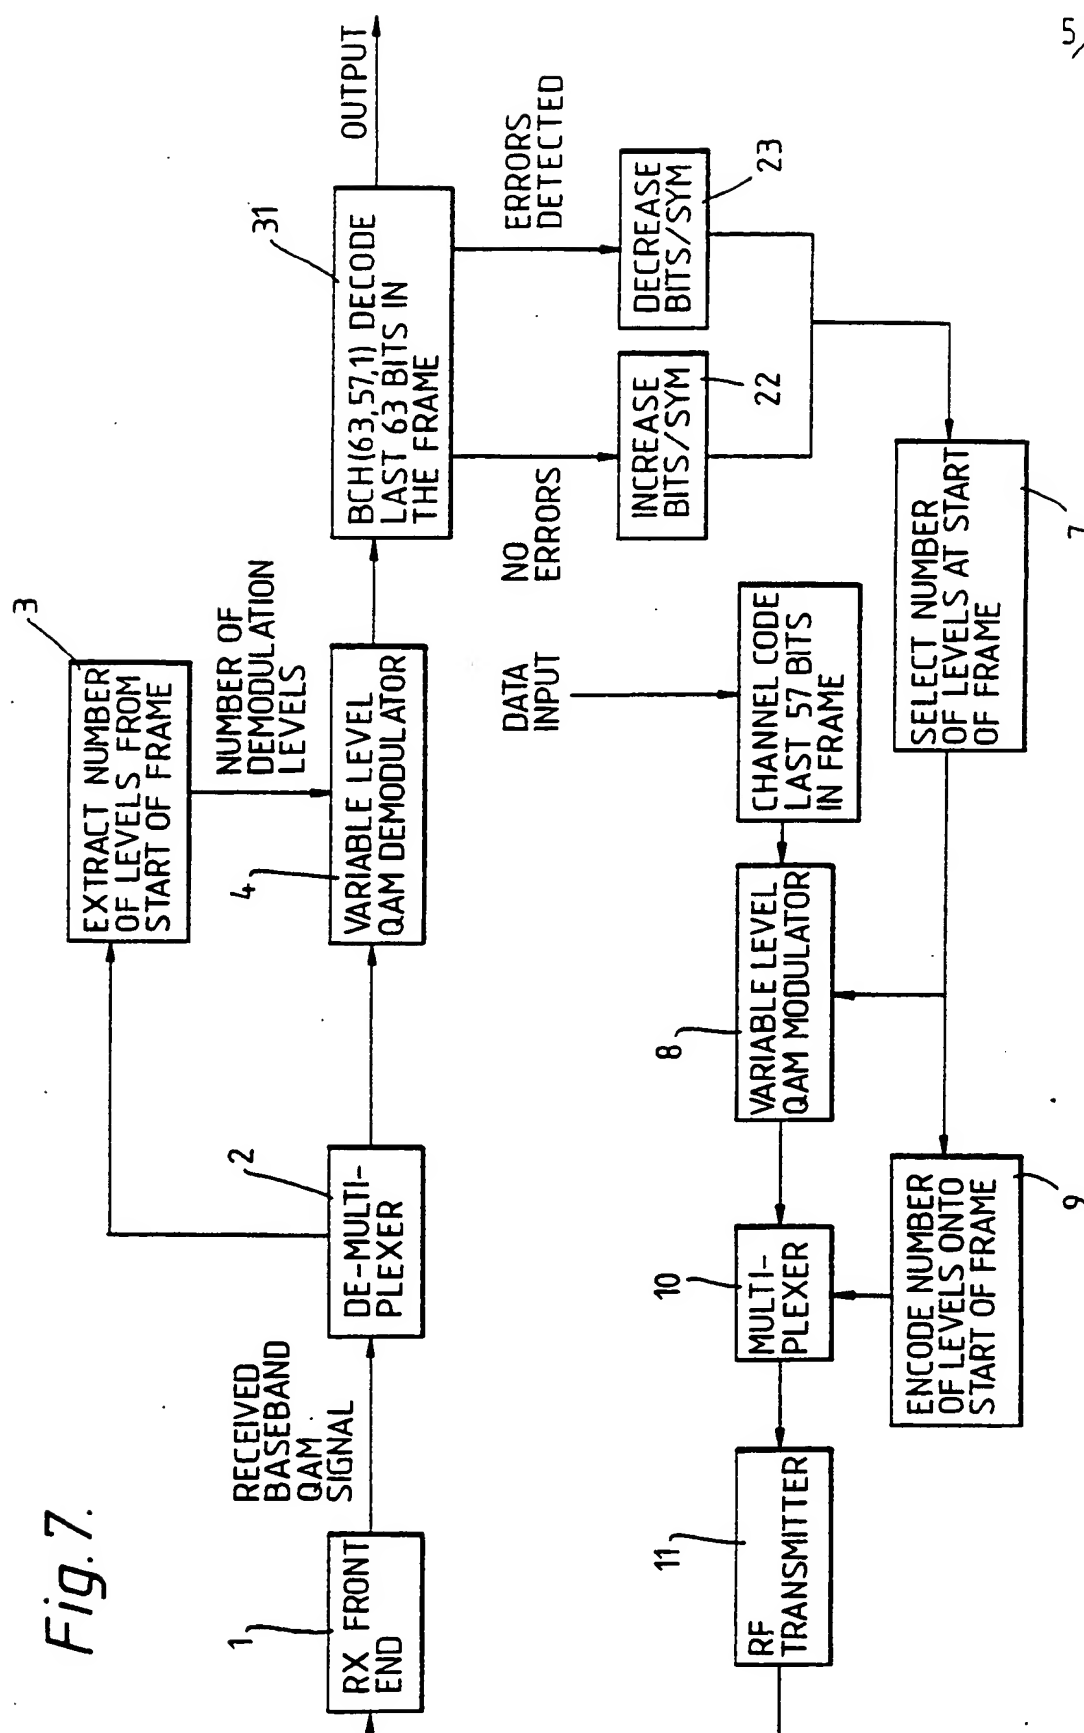 Fig. 7.
5/
1
RX FRONT
END
RECEIVED
BASEBAND
QAM
SIGNAL
2
DE-MULTI-
PLEXER
3
EXTRACT NUMBER
OF LEVELS FROM
START OF FRAME
NUMBER OF
DEMODULATION
LEVELS
4
VARIABLE LEVEL
QAM DEMODULATOR
31
BCH(63,57,1) DECODE
LAST 63 BITS IN
THE FRAME
OUTPUT
NO
ERRORS
ERRORS
DETECTED
INCREASE
BITS/SYM
22
DECREASE
BITS/SYM
23
DATA
INPUT
CHANNEL CODE
LAST 57 BITS
IN FRAME
SELECT NUMBER
OF LEVELS AT START
OF FRAME
7
8
VARIABLE LEVEL
QAM MODULATOR
10
MULTI-
PLEXER
ENCODE NUMBER
OF LEVELS ONTO
START OF FRAME
9
11
RF
TRANSMITTER